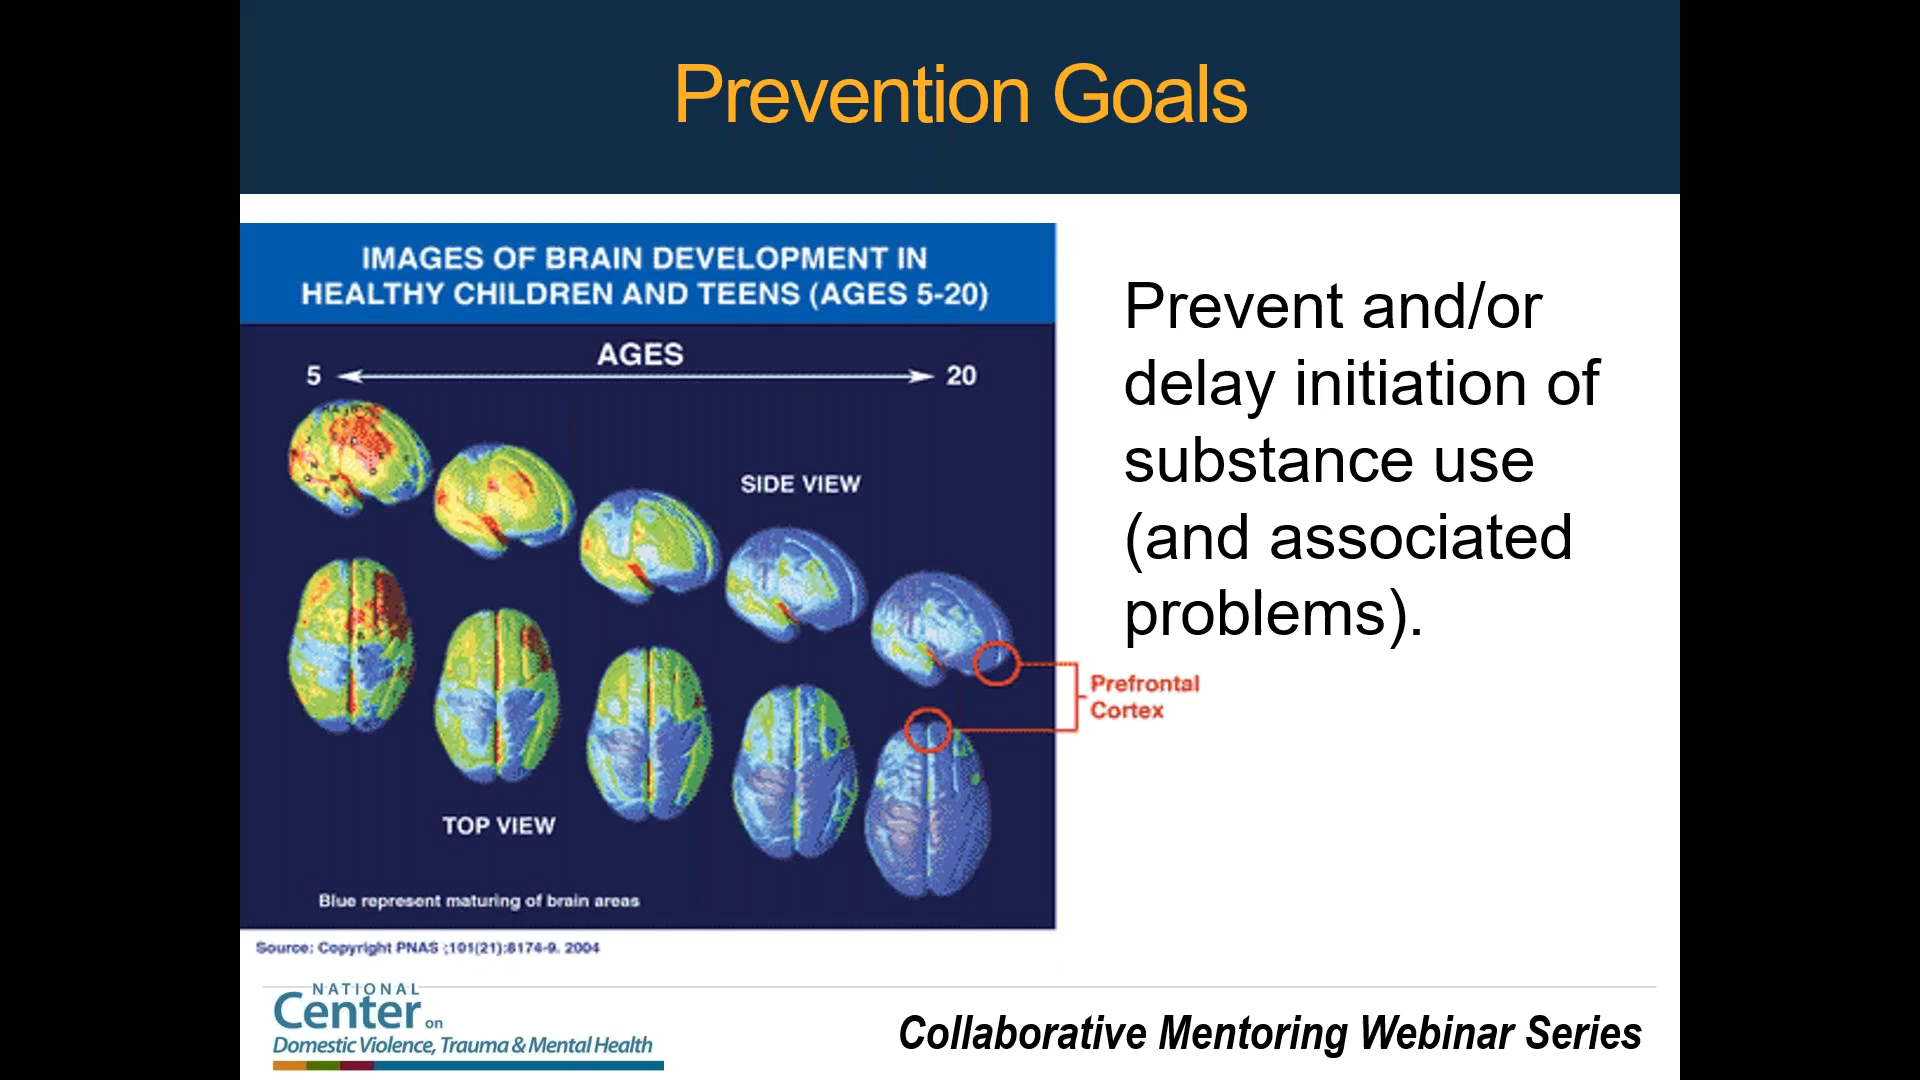 Prevention Goals
IMAGES OF BRAIN DEVELOPMENT IN
HEALTHY CHILDREN AND TEENS (AGES 5-20)
AGES
5
20
SIDE VIEW
TOP VIEW
Prefrontal
Cortex
Blue represent maturing of brain areas
Source: Copyright PNAS ;101(21):8174-9. 2004
Prevent and/or
delay initiation of
substance use
(and associated
problems).
NATIONAL
Center on
Domestic Violence, Trauma & Mental Health
Collaborative Mentoring Webinar Series